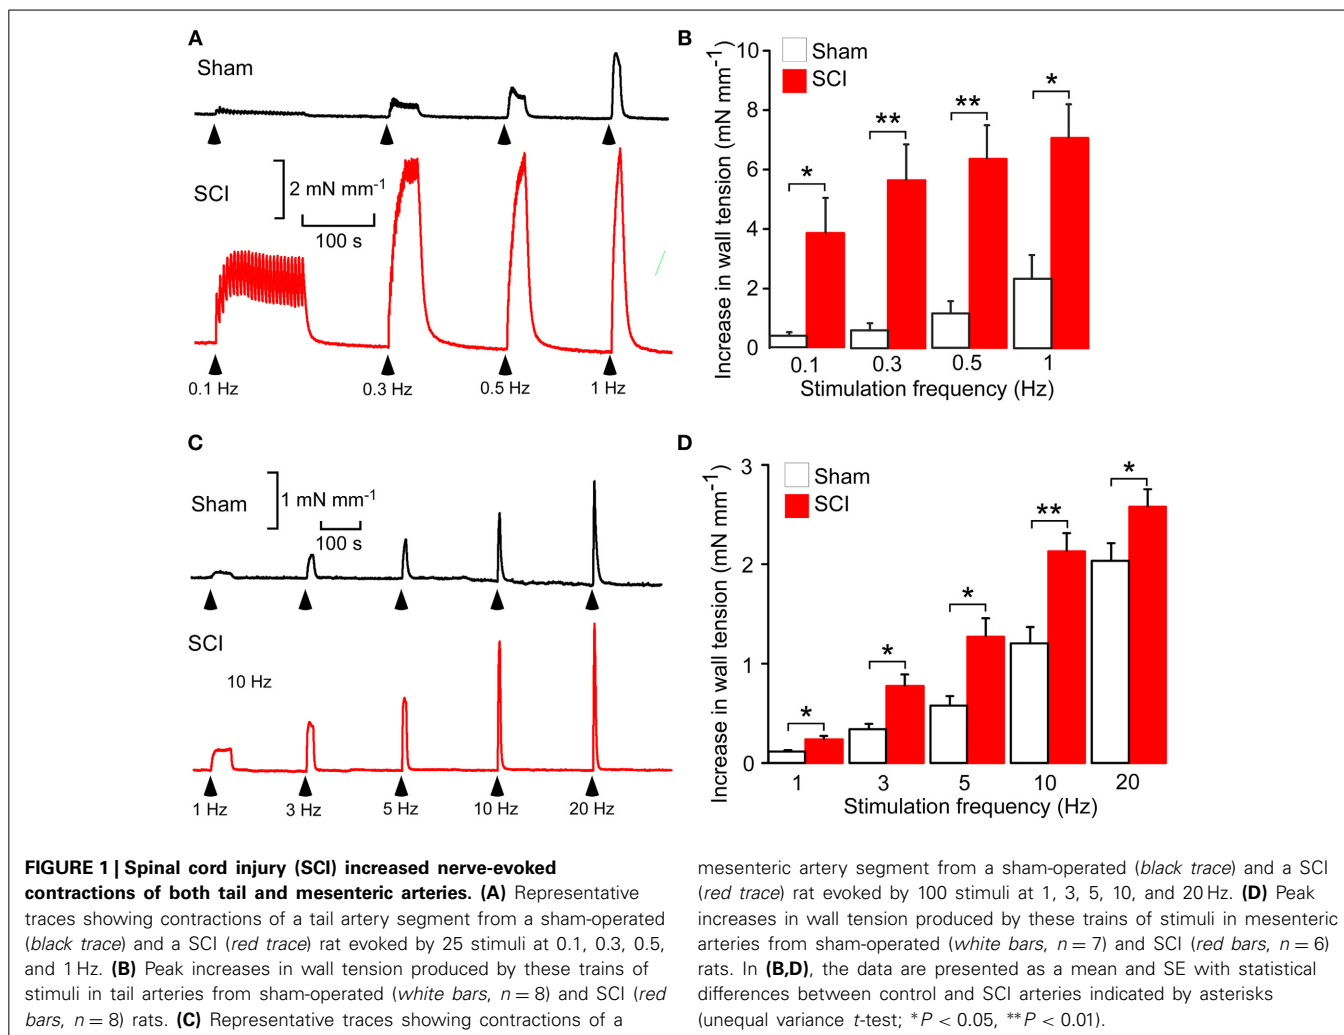 A
Sham
2 mN mm-1
SCI
100 s
0.1 Hz
0.3 Hz
0.5 Hz
1 Hz
B
Sham
SCI
Increase in wall tension (mN mm-1)
10
8
6
4
2
0
*
**
**
*
0.1
0.3
0.5
1
Stimulation frequency (Hz)
C
Sham
1 mN mm-1
100 s
SCI
10 Hz
1 Hz
3 Hz
5 Hz
10 Hz
20 Hz
D
Sham
SCI
Increase in wall tension (mN mm-1)
3
2
1
0
*
*
*
**
*
1
3
5
10
20
Stimulation frequency (Hz)
FIGURE 1 | Spinal cord injury (SCI) increased nerve-evoked
contractions of both tail and mesenteric arteries. (A) Representative
traces showing contractions of a tail artery segment from a sham-operated
(black trace) and a SCI (red trace) rat evoked by 25 stimuli at 0.1, 0.3, 0.5,
and 1 Hz. (B) Peak increases in wall tension produced by these trains of
stimuli in tail arteries from sham-operated (white bars, n = 8) and SCI (red
bars, n = 8) rats. (C) Representative traces showing contractions of a
mesenteric artery segment from a sham-operated (black trace) and a SCI
(red trace) rat evoked by 100 stimuli at 1, 3, 5, 10, and 20 Hz. (D) Peak
increases in wall tension produced by these trains of stimuli in mesenteric
arteries from sham-operated (white bars, n = 7) and SCI (red bars, n = 6)
rats. In (B,D), the data are presented as a mean and SE with statistical
differences between control and SCI arteries indicated by asterisks
(unequal variance t-test; *P < 0.05, **P < 0.01).